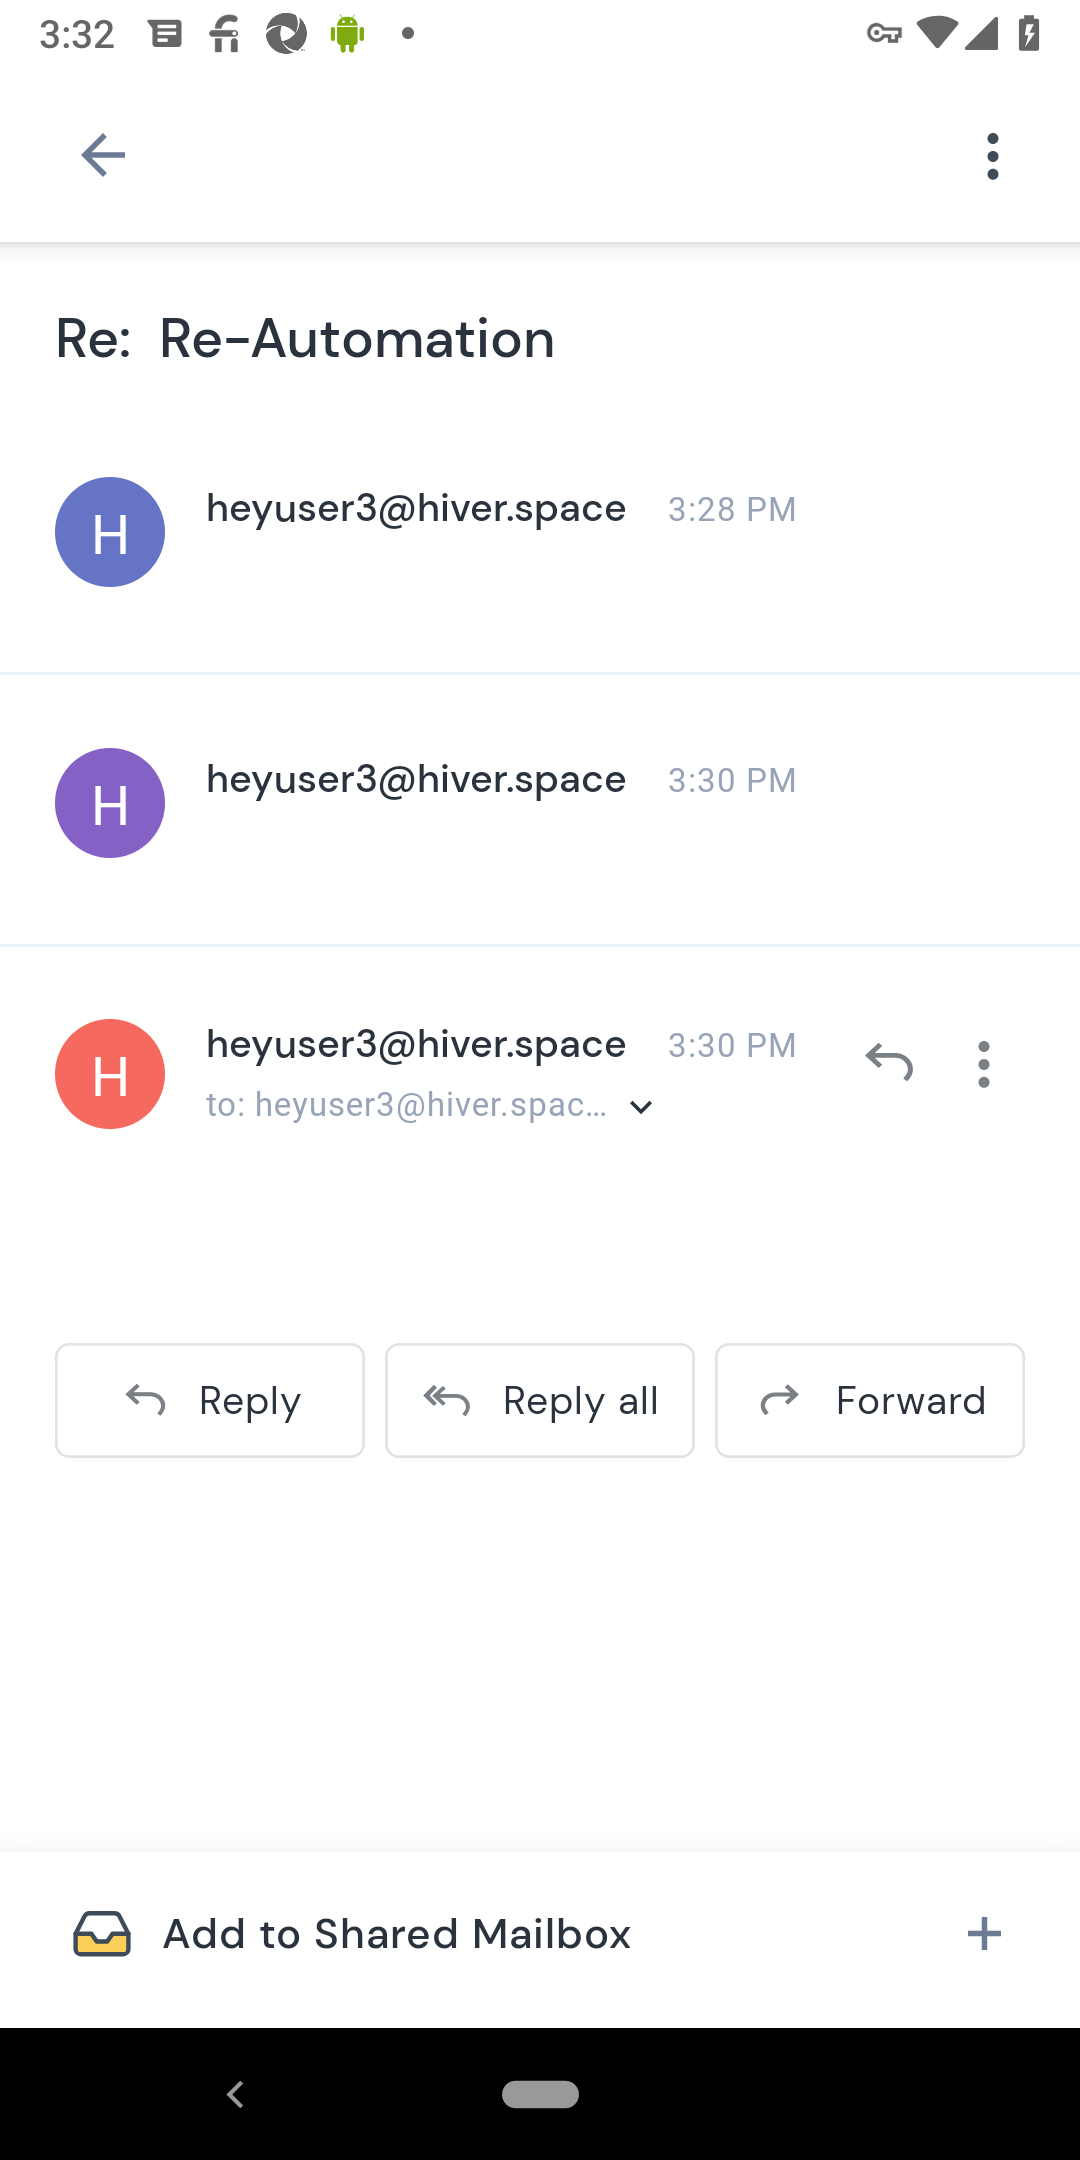 3:32
Re: Re-Automation
H
heyuser3@hiver.space 3:28 PM
H
heyuser3@hiver.space 3:30 PM
H
heyuser3@hiver.space 3:30 PM
to: heyuser3@hiver.spac...
Reply
Reply all
Forward
Add to Shared Mailbox